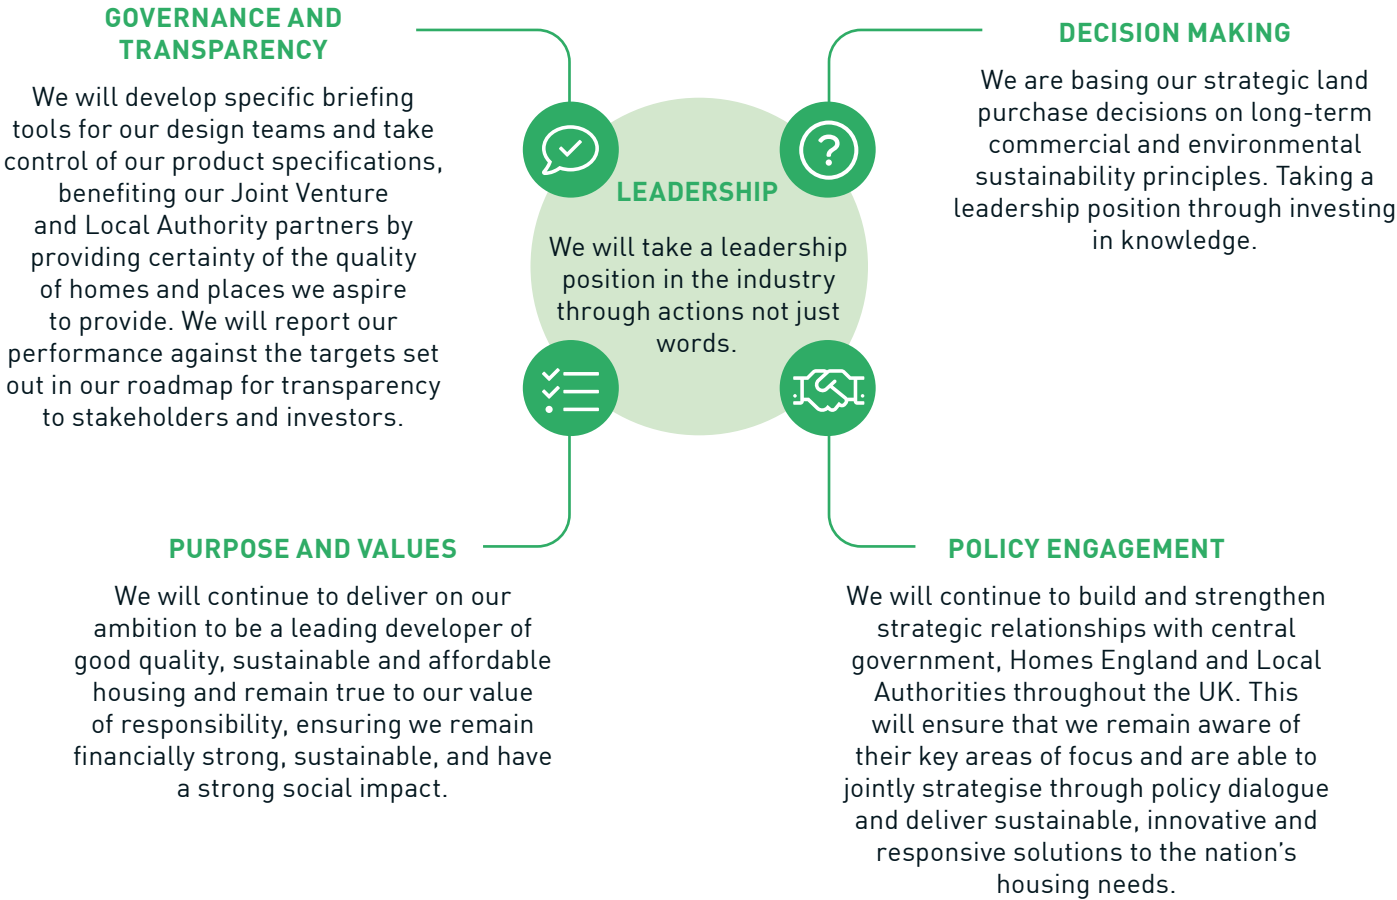 GOVERNANCE AND
TRANSPARENCY
We will develop specific briefing
tools for our design teams and take
control of our product specifications,
benefiting our Joint Venture
and Local Authority partners by
providing certainty of the quality
of homes and places we aspire
to provide. We will report our
performance against the targets set
out in our roadmap for transparency
to stakeholders and investors.
DECISION MAKING
We are basing our strategic land
purchase decisions on long-term
commercial and environmental
sustainability principles. Taking a
leadership position through investing
in knowledge.
LEADERSHIP
We will take a leadership
position in the industry
through actions not just
words.
PURPOSE AND VALUES
We will continue to deliver on our
ambition to be a leading developer of
good quality, sustainable and affordable
housing and remain true to our value
of responsibility, ensuring we remain
financially strong, sustainable, and have
a strong social impact.
POLICY ENGAGEMENT
We will continue to build and strengthen
strategic relationships with central
government, Homes England and Local
Authorities throughout the UK. This
will ensure that we remain aware of
their key areas of focus and are able to
jointly strategise through policy dialogue
and deliver sustainable, innovative and
responsive solutions to the nation’s
housing needs.